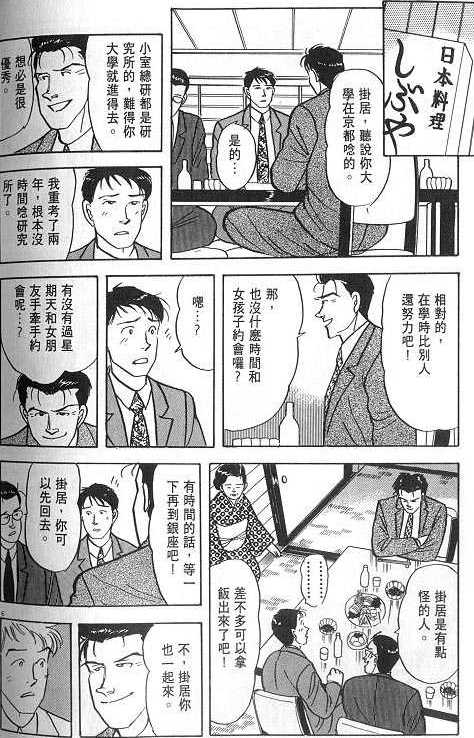 日本料理
しぶや
掛居，聽說你大
學在京都唸的。
是的…
小室總研都是研
究所的，難得你
大學就進得去。
想必是很
優秀。
我重考了兩
年，根本沒
時間唸研究
所了。
相對的，
在學時比別人
還努力吧！
那，
也沒什麼時間和
女孩子約會囉？
嗯…？
有沒有過星
期天和女朋
友手牽手約
會呢…？
掛居是有點
怪的人。
…………
差不多可以拿
飯出來了吧！
有時間的話，等一
下再到銀座吧！
掛居，你可
以先回去。
不，掛居你
也一起來。